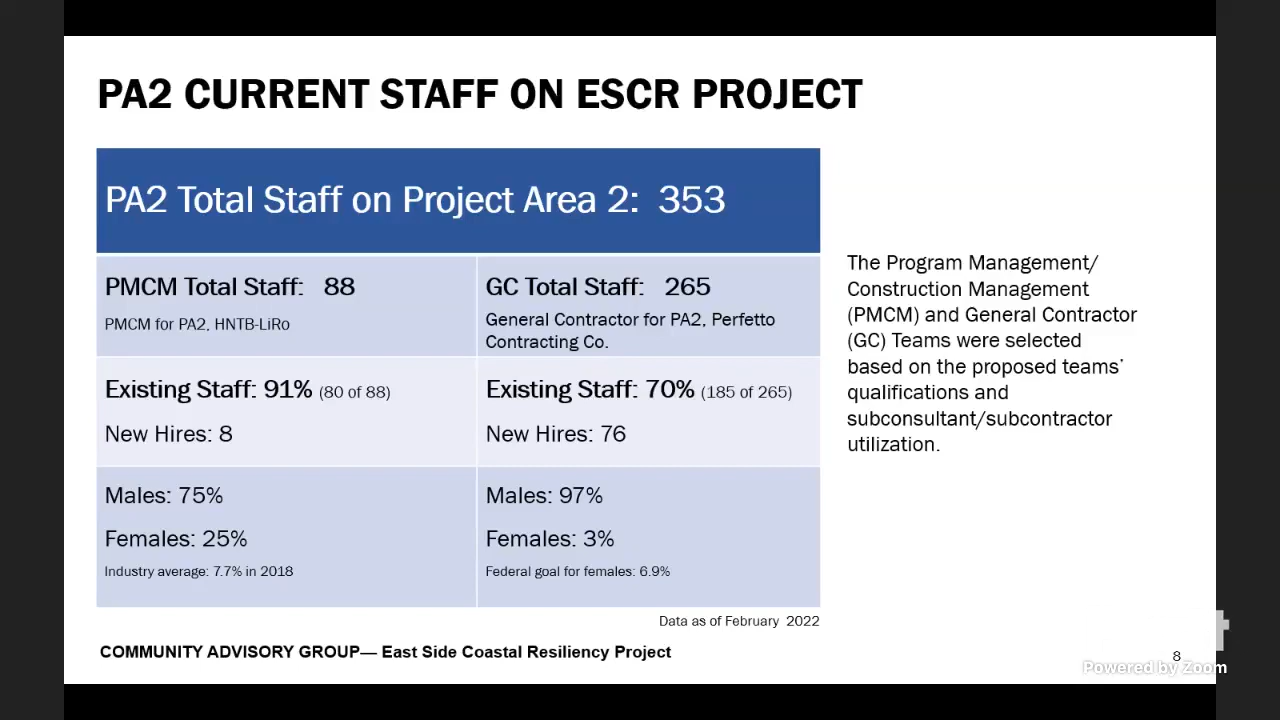 PA2 CURRENT STAFF ON ESCR PROJECT
PA2 Total Staff on Project Area 2: 353
PMCM Total Staff: 88
PMCM for PA2, HNTB-LiRo
GC Total Staff: 265
General Contractor for PA2, Perfetto
Contracting Co.
Existing Staff: 91% (80 of 88)
New Hires: 8
Existing Staff: 70% (185 of 265)
New Hires: 76
Males: 75%
Females: 25%
Industry average: 7.7% in 2018
Males: 97%
Females: 3%
Federal goal for females: 6.9%
The Program Management/
Construction Management
(PMCM) and General Contractor
(GC) Teams were selected
based on the proposed teams'
qualifications and
subconsultant/subcontractor
utilization.
Data as of February 2022
COMMUNITY ADVISORY GROUP— East Side Coastal Resiliency Project
8
Powered by Zoom